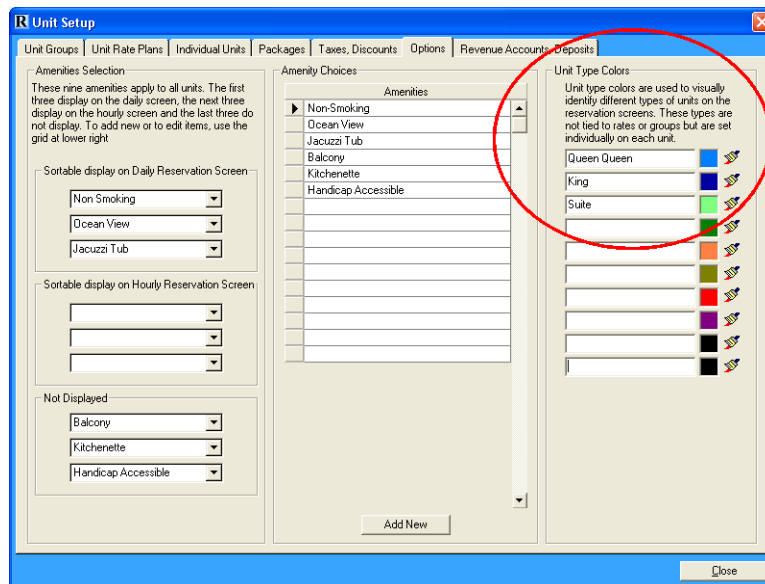 R Unit Setup
Unit Groups Unit Rate Plans Individual Units Packages Taxes, Discounts Options Revenue Accounts, Deposits
Amenities Selection
These nine amenities apply to all units. The first
three display on the daily screen, the next three
display on the hourly screen and the last three do
not display. To add new or to edit items, use the
grid at lower right
Sortable display on Daily Reservation Screen
Non Smoking
Ocean View
Jacuzzi Tub
Sortable display on Hourly Reservation Screen
Not Displayed
Balcony
Kitchenette
Handicap Accessible
Amenity Choices
Amenities
Non-Smoking
Ocean View
Jacuzzi Tub
Balcony
Kitchenette
Handicap Accessible
Add New
Unit Type Colors
Unit type colors are used to visually
identify different types of units on the
reservation screens. These types are
not tied to rates or groups but are set
individually on each unit.
Queen Queen
King
Suite
Close